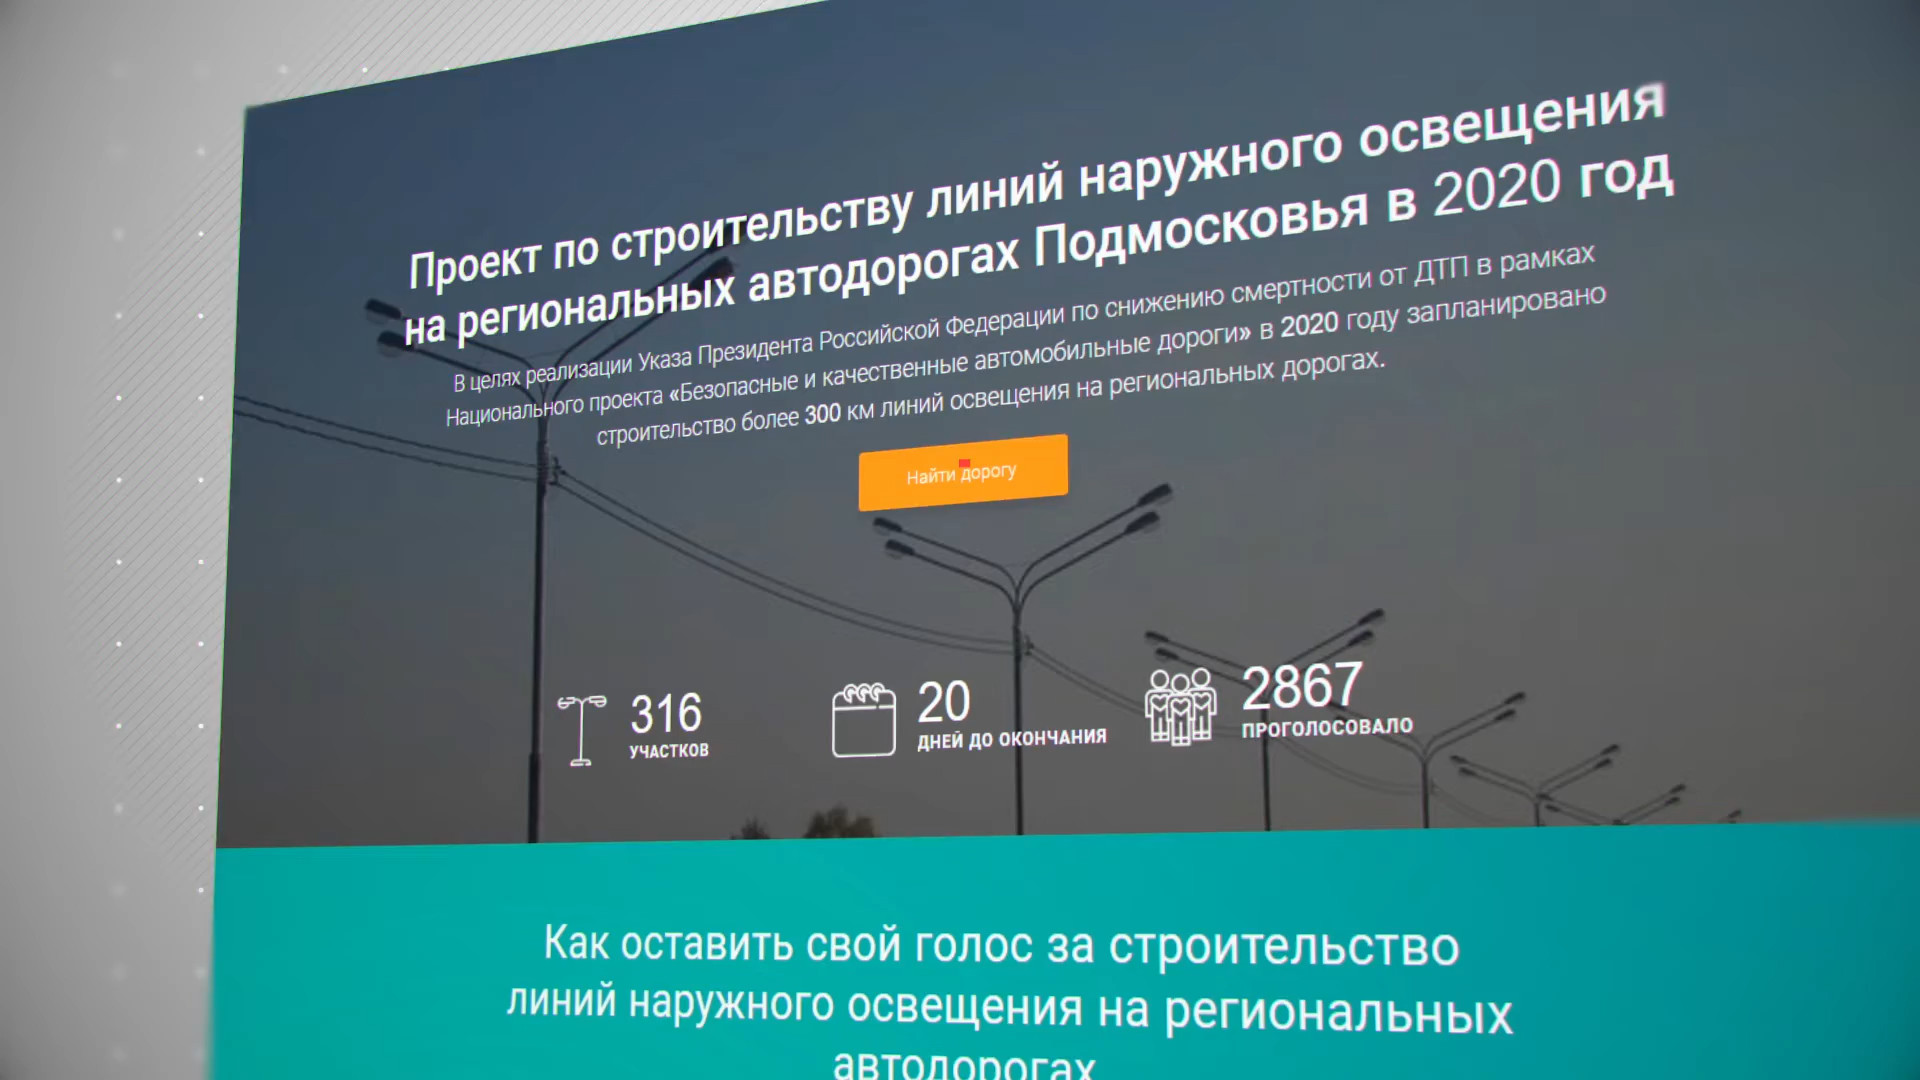 Проект по строительству линий наружного освещения
на региональных автодорогах Подмосковья в 2020 год
В целях реализации Указа Президента Российской Федерации по снижению смертности от ДТП в рамках
Национального проекта «Безопасные и качественные автомобильные дороги» в 2020 году запланировано
строительство более 300 км линий освещения на региональных дорогах.
Найти дорогу
316
УЧАСТКОВ
20
ДНЕЙ ДО ОКОНЧАНИЯ
2867
ПРОГОЛОСОВАЛО
Как оставить свой голос за строительство
линий наружного освещения на региональных
автодорогах